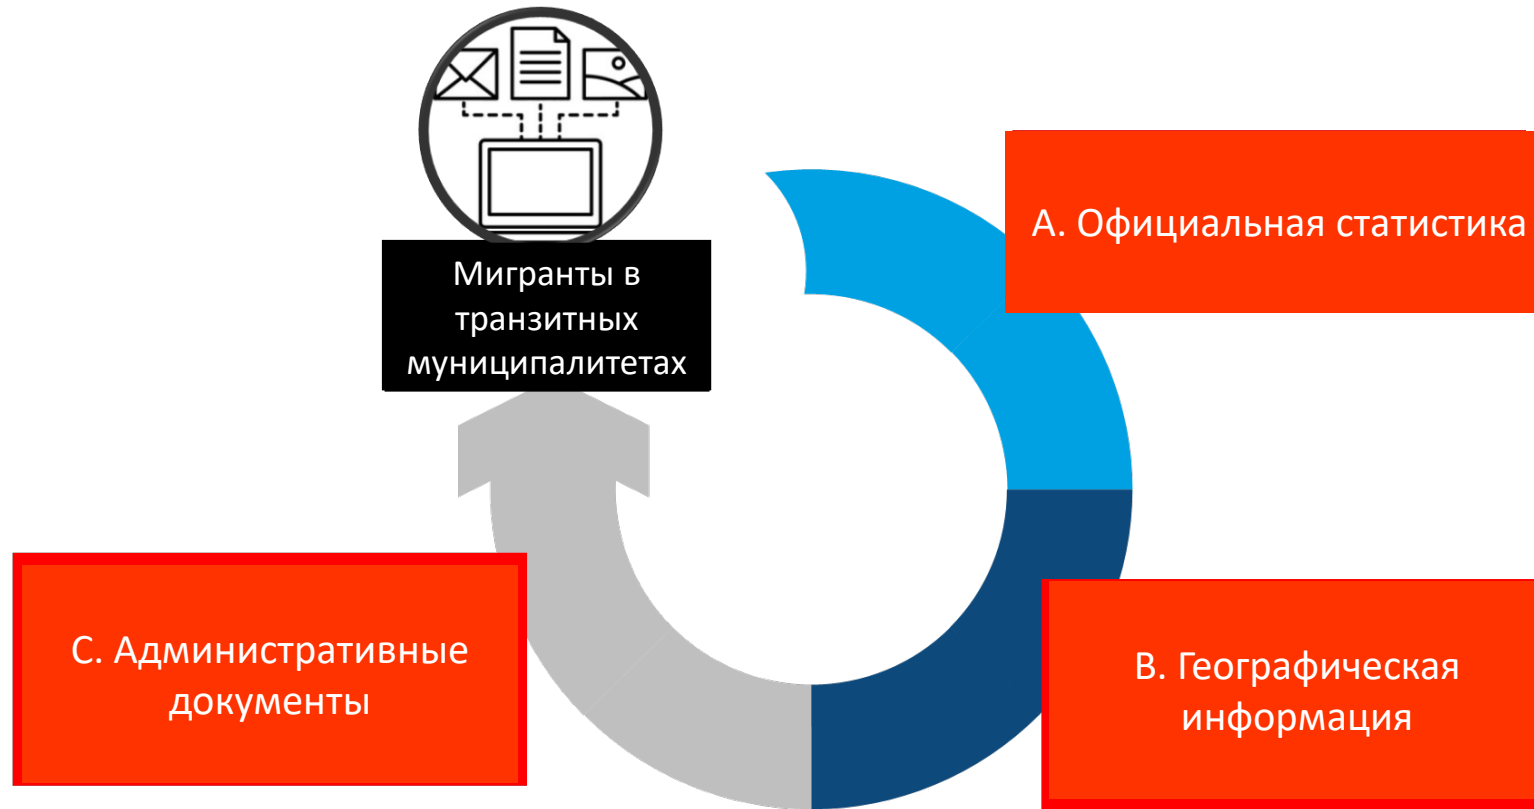 Мигранты в
транзитных
муниципалитетах
А. Официальная статистика
В. Географическая
информация
С. Административные
документы